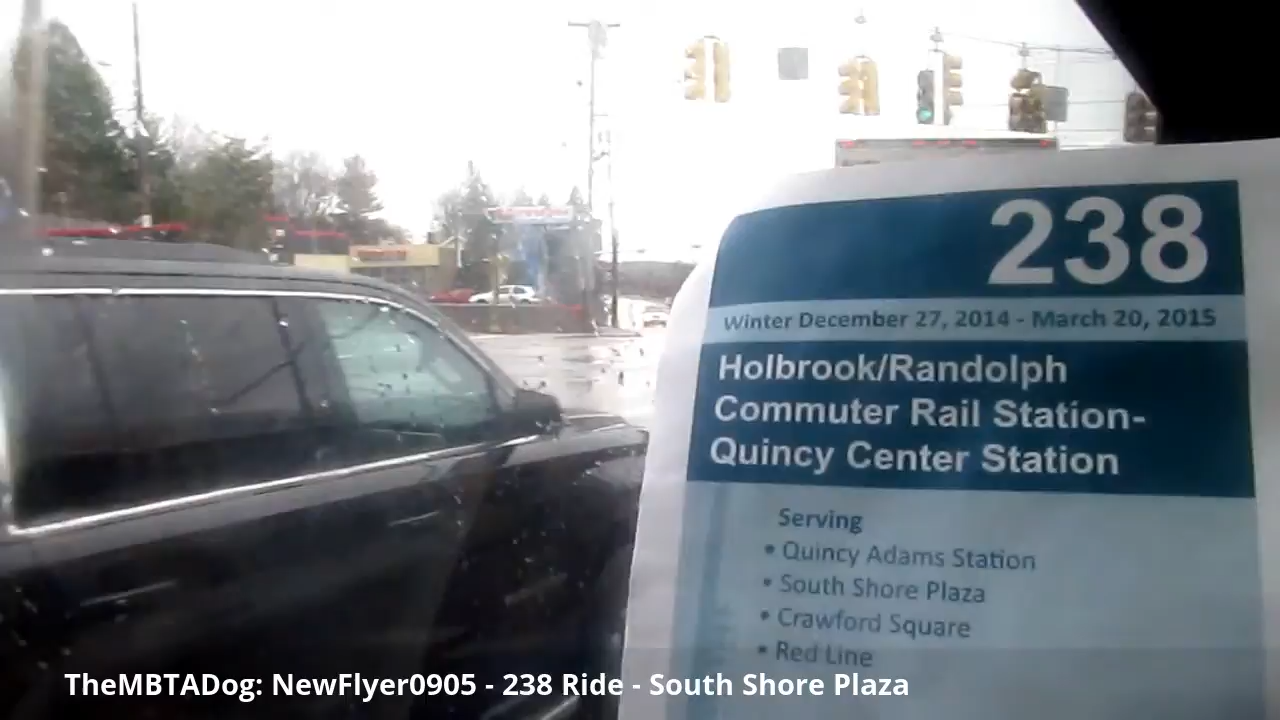 238
Winter December 27, 2014 - March 20, 2015
Holbrook/Randolph
Commuter Rail Station-
Quincy Center Station
Serving
• Quincy Adams Station
• South Shore Plaza
• Crawford Square
• Red Line
TheMBTADog: NewFlyer0905 - 238 Ride - South Shore Plaza